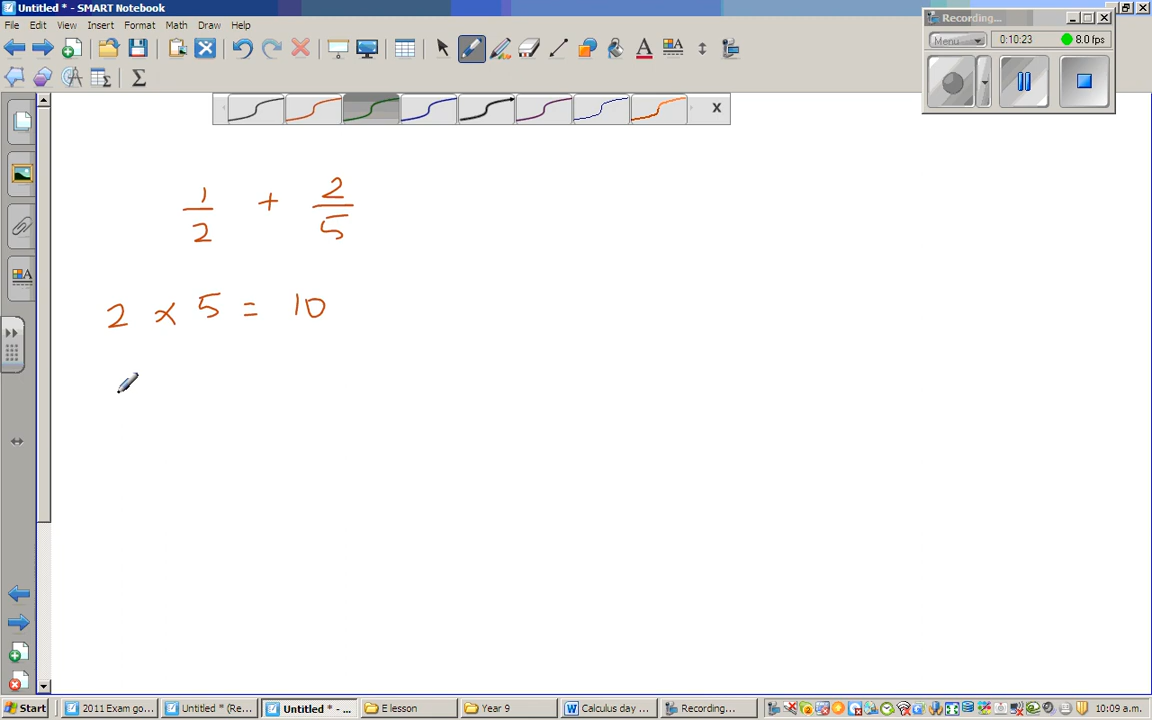 Untitled * - SMART Notebook
File Edit View Insert Format Math Draw Help
Recording...
Menu 0:10:23 8.0 fps
Σ
A
X
1/2 + 2/5
2 × 5 = 10
Start 2011 Exam go... Untitled * (Re... Untitled * - ... E lesson Year 9 Calculus day ... Recording... 10:09 a.m.